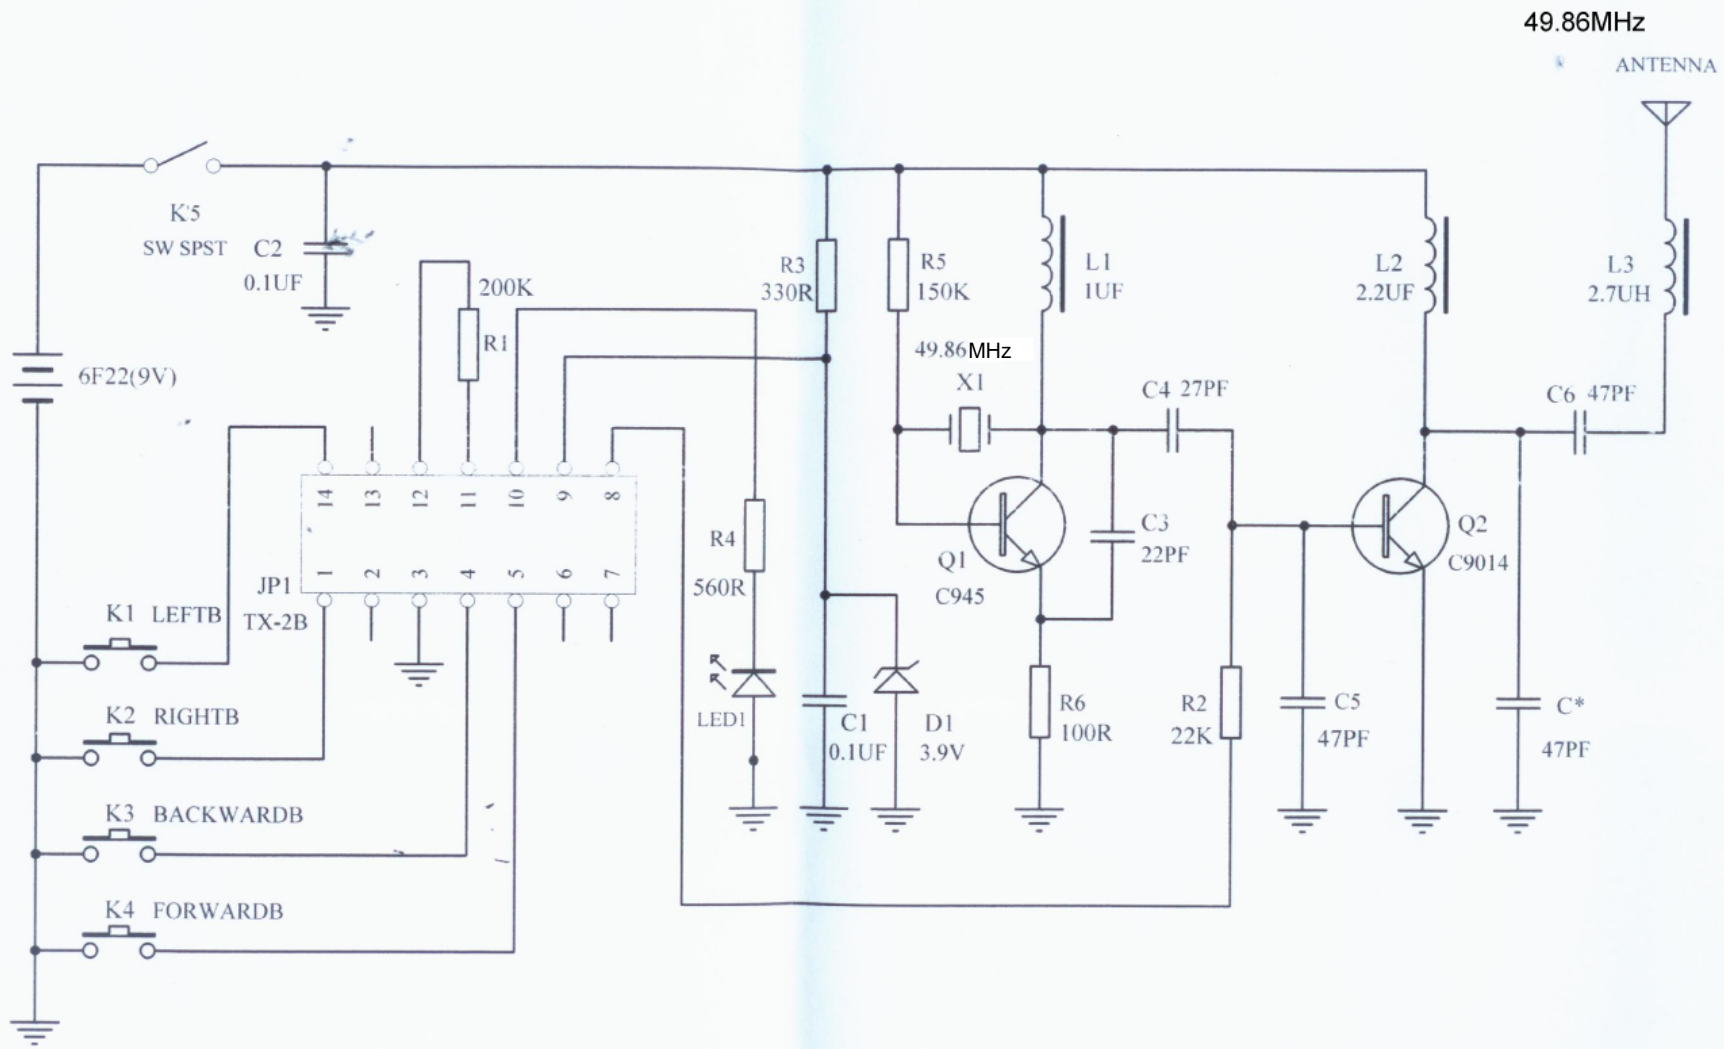 49.86MHz
ANTENNA
K5
SW SPST
C2
0.1UF
6F22(9V)
200K
R1
R3
330R
R5
150K
L1
1UF
L2
2.2UF
L3
2.7UH
49.86MHz
X1
C4 27PF
C6 47PF
14 13 12 11 10 9 8
1 2 3 4 5 6 7
JP1
TX-2B
R4
560R
LED1
C1
0.1UF
D1
3.9V
Q1
C945
C3
22PF
R6
100R
R2
22K
C5
47PF
Q2
C9014
C*
47PF
K1 LEFTB
K2 RIGHTB
K3 BACKWARDB
K4 FORWARDB